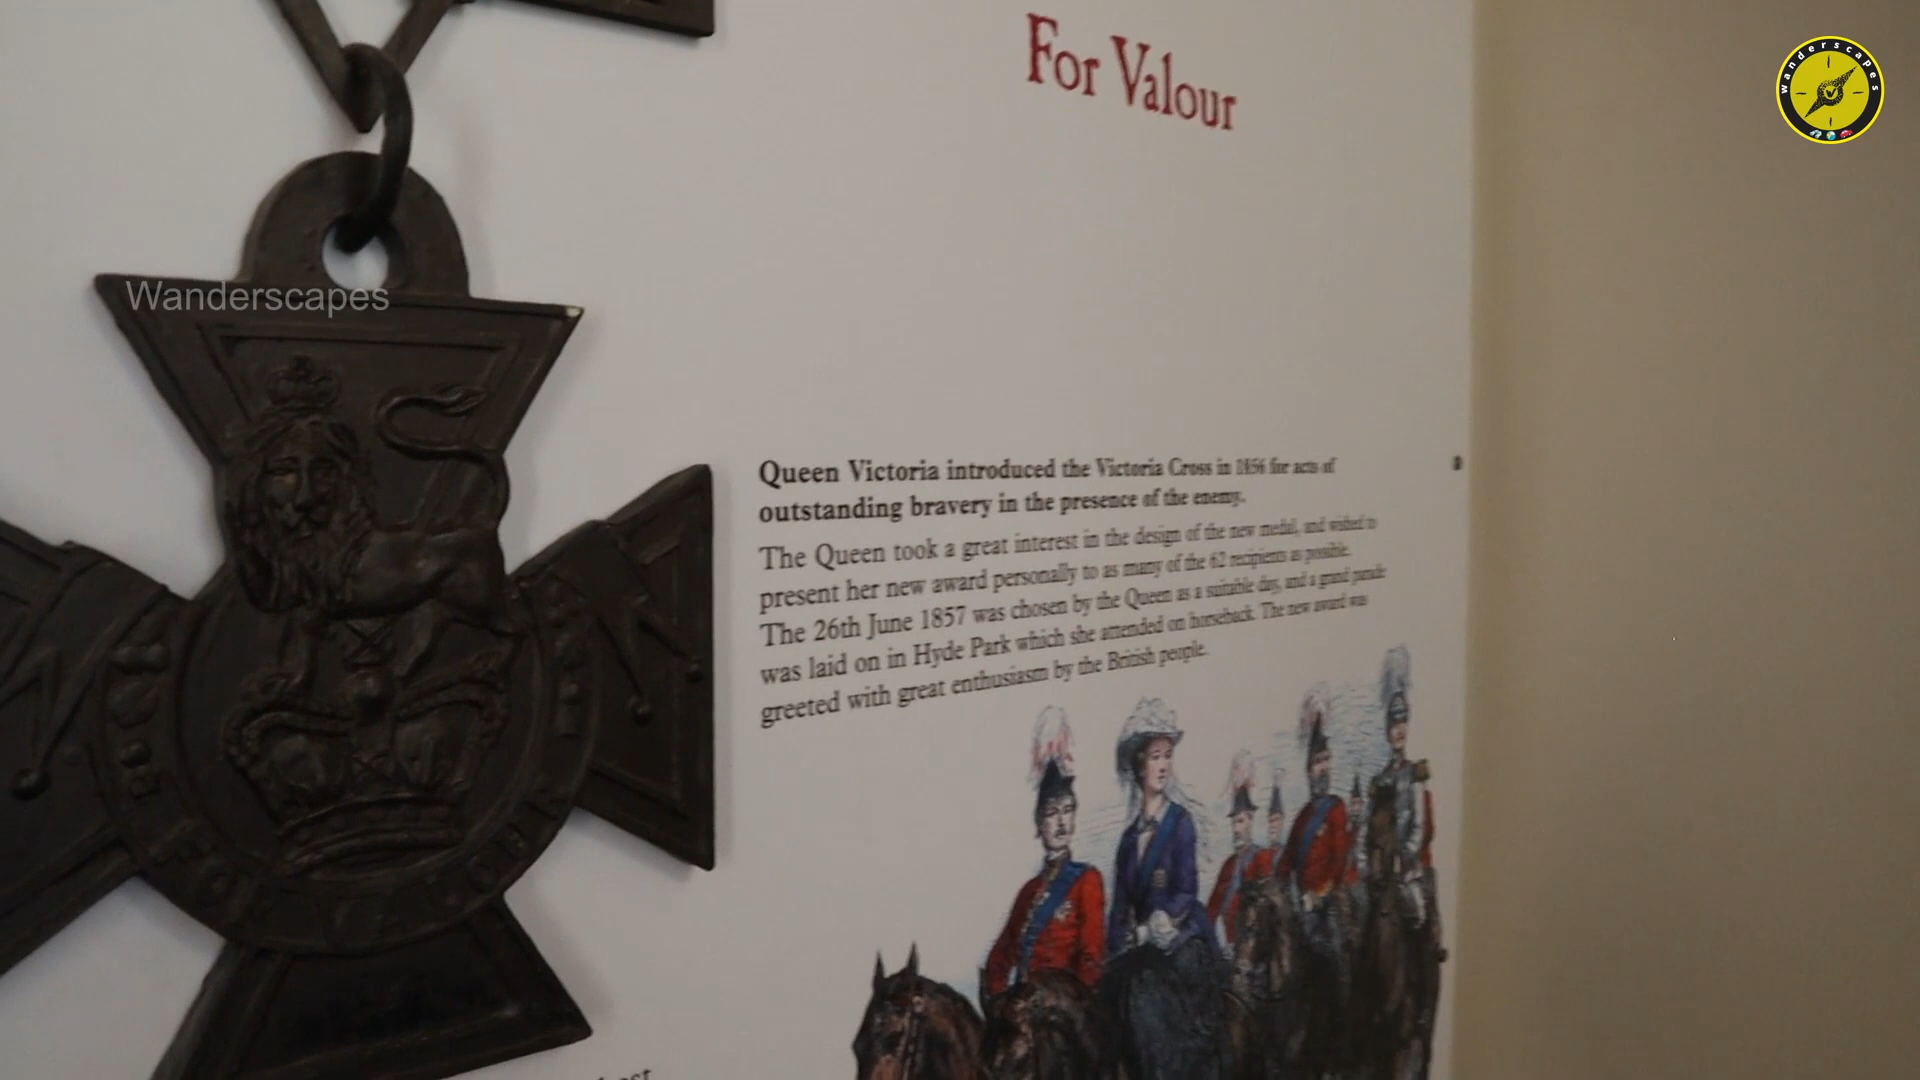 For Valour
wanderscapes
Wanderscapes
Queen Victoria introduced the Victoria Cross in 1856 for acts of
outstanding bravery in the presence of the enemy.
The Queen took a great interest in the design of the new medal, and wished to
present her new award personally to as many of the 62 recipients as possible.
The 26th June 1857 was chosen by the Queen as a suitable day, and a grand parade
was laid on in Hyde Park which she attended on horseback. The new award was
greeted with great enthusiasm by the British people.
FOR VALOUR